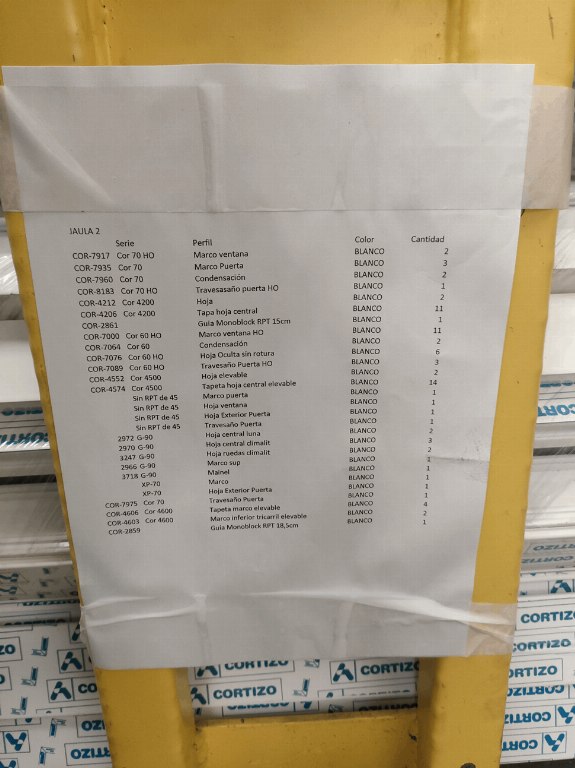 JAULA 2
Serie Perfil Color Cantidad
COR-7917 Cor 70 HO Marco ventana BLANCO 2
COR-7935 Cor 70 Marco Puerta BLANCO 3
COR-7960 Cor 70 Condensación BLANCO 2
COR-8183 Cor 70 HO Travesasaño puerta HO BLANCO 1
COR-4212 Cor 4200 Hoja BLANCO 2
COR-4206 Cor 4200 Tapa hoja central BLANCO 11
COR-2861 Guia Monoblock RPT 15cm BLANCO 1
COR-7000 Cor 60 HO Marco ventana HO BLANCO 11
COR-7064 Cor 60 Condensación BLANCO 2
COR-7076 Cor 60 HO Hoja Oculta sin rotura BLANCO 6
COR-7089 Cor 60 HO Travesaño Puerta HO BLANCO 3
COR-4552 Cor 4500 Hoja elevable BLANCO 2
COR-4574 Cor 4500 Tapeta hoja central elevable BLANCO 14
Sin RPT de 45 Marco puerta BLANCO 1
Sin RPT de 45 Hoja ventana BLANCO 1
Sin RPT de 45 Hoja Exterior Puerta BLANCO 1
Sin RPT de 45 Travesaño Puerta BLANCO 1
2972 G-90 Hoja central luna BLANCO 2
2970 G-90 Hoja central climalit BLANCO 3
3247 G-90 Hoja ruedas climalit BLANCO 2
2966 G-90 Marco sup BLANCO 1
3718 G-90 Mainel BLANCO 1
XP-70 Marco BLANCO 1
XP-70 Hoja Exterior Puerta BLANCO 1
COR-7975 Cor 70 Travesaño Puerta BLANCO 1
COR-4606 Cor 4600 Tapeta marco elevable BLANCO 4
COR-4603 Cor 4600 Marco inferior tricarril elevable BLANCO 2
COR-2859 Guia Monoblock RPT 18,5cm BLANCO 1
CORTIZO
CORTIZO
CORTIZO
CORTIZO
CORTIZO